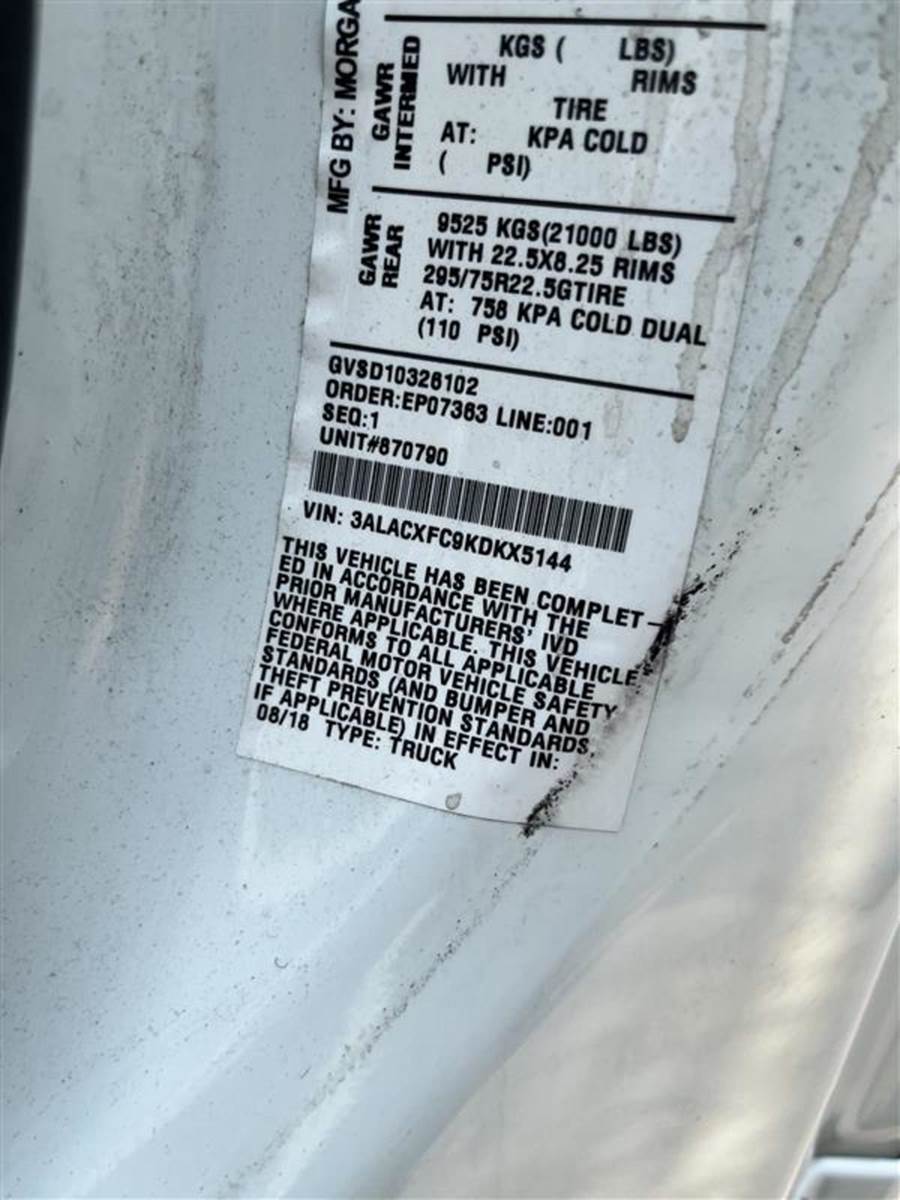 MFG BY: MORGA
GAWR
INTERMED
KGS ( LBS)
WITH RIMS
TIRE
AT: KPA COLD
( PSI)
GAWR
REAR
9525 KGS(21000 LBS)
WITH 22.5X8.25 RIMS
295/75R22.5GTIRE
AT: 758 KPA COLD DUAL
(110 PSI)
GVSD10326102
ORDER:EP07363 LINE:001
SEQ:1
UNIT#870790
VIN: 3ALACXFC9KDKX5144
THIS VEHICLE HAS BEEN COMPLET-
ED IN ACCORDANCE WITH THE
PRIOR MANUFACTURERS' IVD
WHERE APPLICABLE. THIS VEHICLE
CONFORMS TO ALL APPLICABLE
FEDERAL MOTOR VEHICLE SAFETY
STANDARDS (AND BUMPER AND
THEFT PREVENTION STANDARDS,
IF APPLICABLE) IN EFFECT IN:
08/18 TYPE: TRUCK